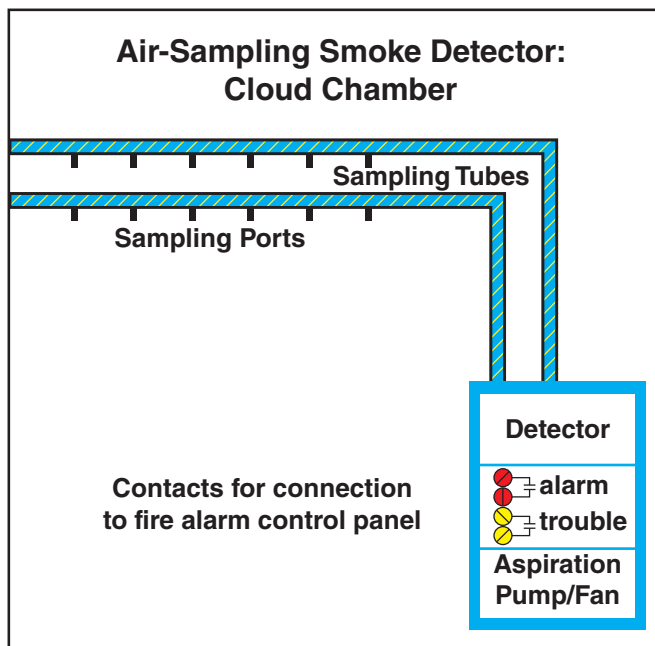 Air-Sampling Smoke Detector:
Cloud Chamber
Sampling Tubes
Sampling Ports
Detector
Contacts for connection
to fire alarm control panel
alarm
trouble
Aspiration
Pump/Fan